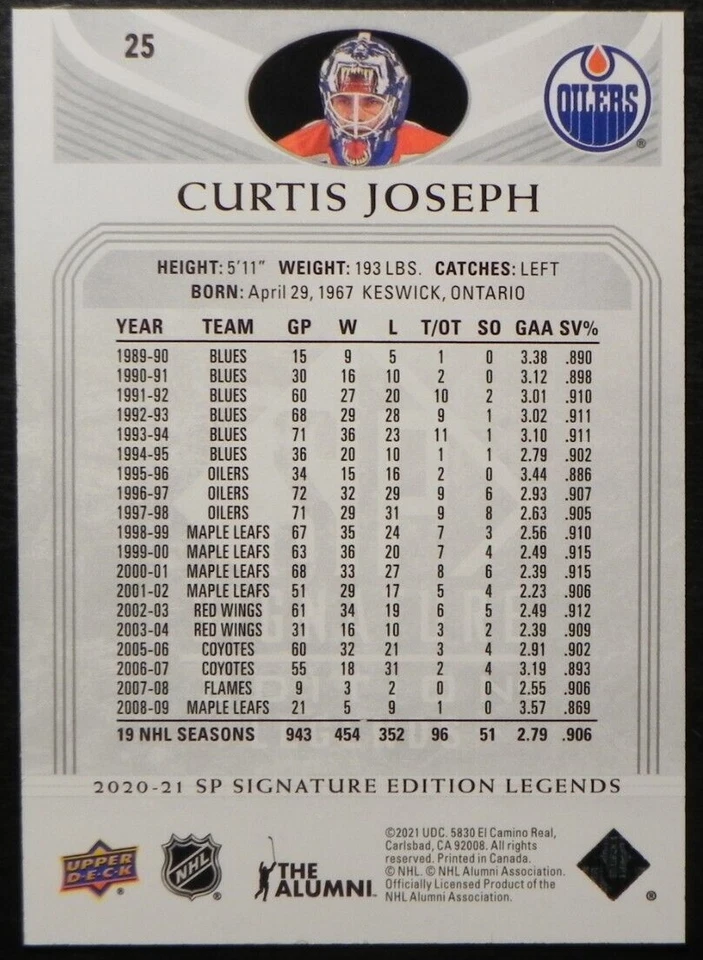 25
OILERS
®
CURTIS JOSEPH
HEIGHT: 5'11" WEIGHT: 193 LBS. CATCHES: LEFT
BORN: April 29, 1967 KESWICK, ONTARIO
YEAR TEAM GP W L T/OT SO GAA SV%
1989-90 BLUES 15 9 5 1 0 3.38 .890
1990-91 BLUES 30 16 10 2 0 3.12 .898
1991-92 BLUES 60 27 20 10 2 3.01 .910
1992-93 BLUES 68 29 28 9 1 3.02 .911
1993-94 BLUES 71 36 23 11 1 3.10 .911
1994-95 BLUES 36 20 10 1 1 2.79 .902
1995-96 OILERS 34 15 16 2 0 3.44 .886
1996-97 OILERS 72 32 29 9 6 2.93 .907
1997-98 OILERS 71 29 31 9 8 2.63 .905
1998-99 MAPLE LEAFS 67 35 24 7 3 2.56 .910
1999-00 MAPLE LEAFS 63 36 20 7 4 2.49 .915
2000-01 MAPLE LEAFS 68 33 27 8 6 2.39 .915
2001-02 MAPLE LEAFS 51 29 17 5 4 2.23 .906
2002-03 RED WINGS 61 34 19 6 5 2.49 .912
2003-04 RED WINGS 31 16 10 3 2 2.39 .909
2005-06 COYOTES 60 32 21 3 4 2.91 .902
2006-07 COYOTES 55 18 31 2 4 3.19 .893
2007-08 FLAMES 9 3 2 0 0 2.55 .906
2008-09 MAPLE LEAFS 21 5 9 1 0 3.57 .869
19 NHL SEASONS 943 454 352 96 51 2.79 .906
2020-21 SP SIGNATURE EDITION LEGENDS
UPPER
D·E·C·K
®
NHL
®
THE
ALUMNI
©2021 UDC. 5830 El Camino Real,
Carlsbad, CA 92008. All rights
reserved. Printed in Canada.
© NHL. © NHL Alumni Association.
Officially Licensed Product of the
NHL Alumni Association.
®